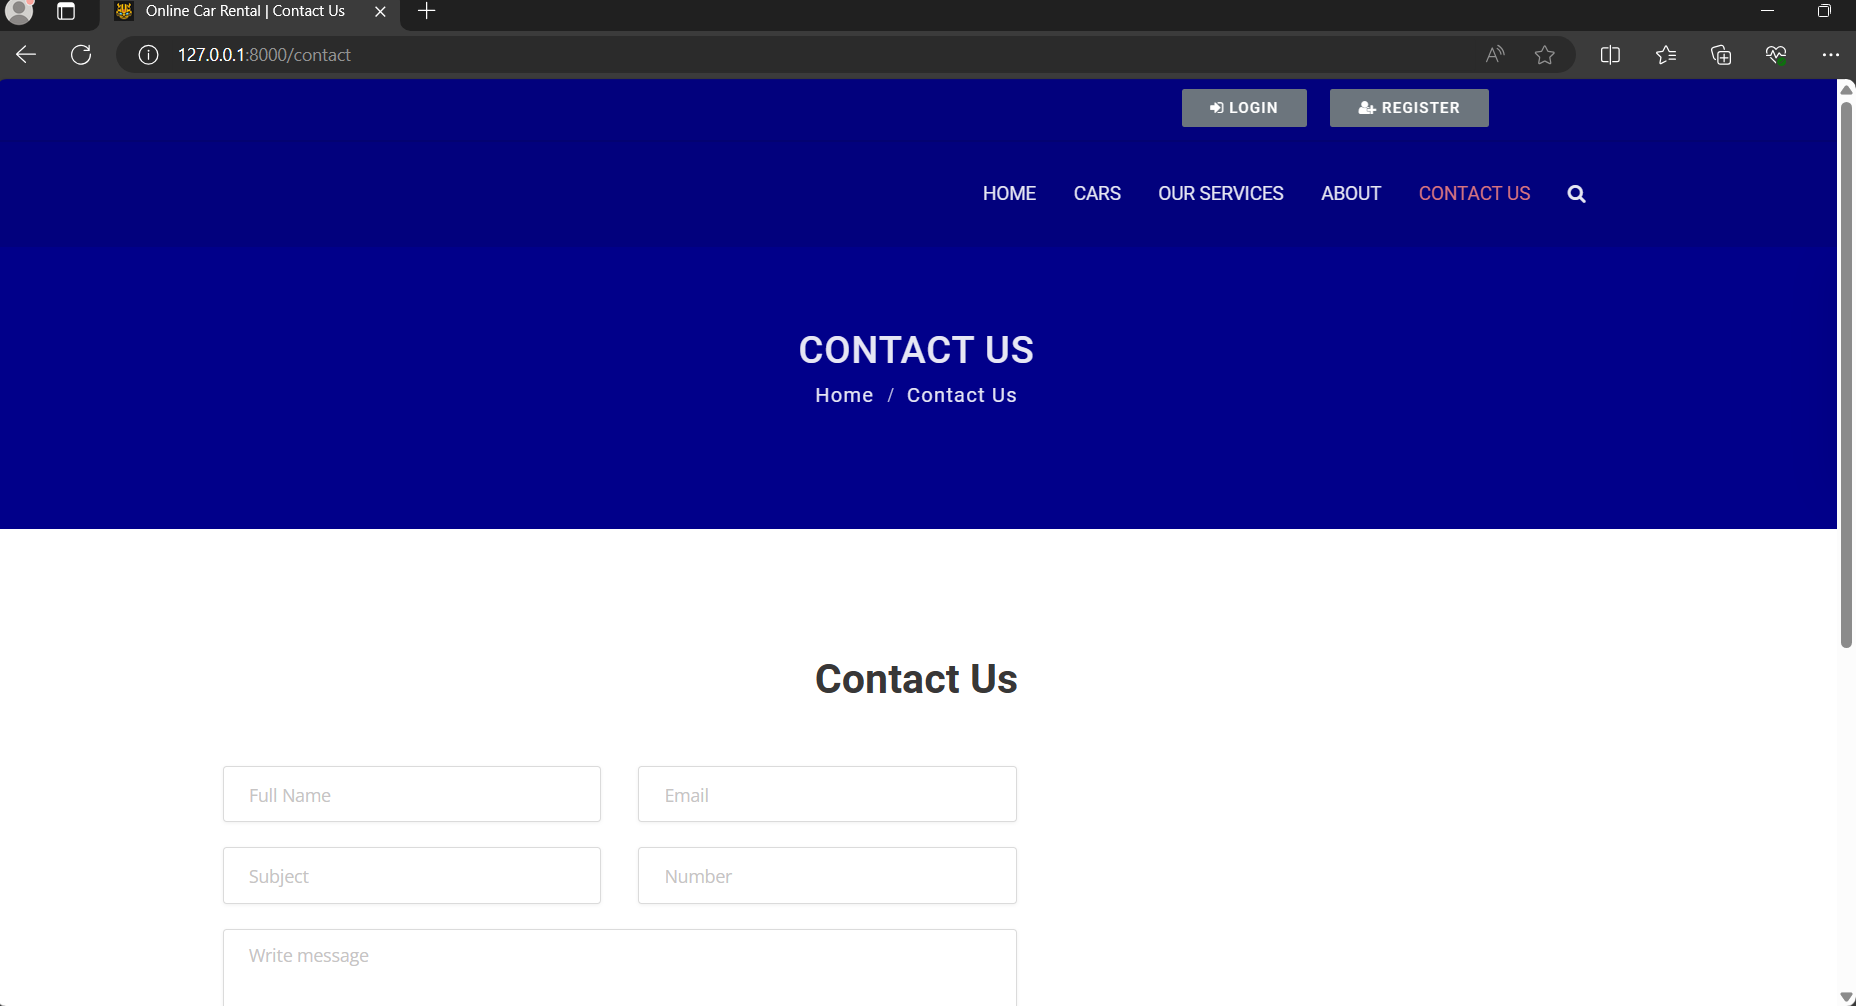 Online Car Rental | Contact Us
127.0.0.1:8000/contact
LOGIN REGISTER
HOME CARS OUR SERVICES ABOUT CONTACT US
CONTACT US
Home / Contact Us
Contact Us
Full Name Email
Subject Number
Write message